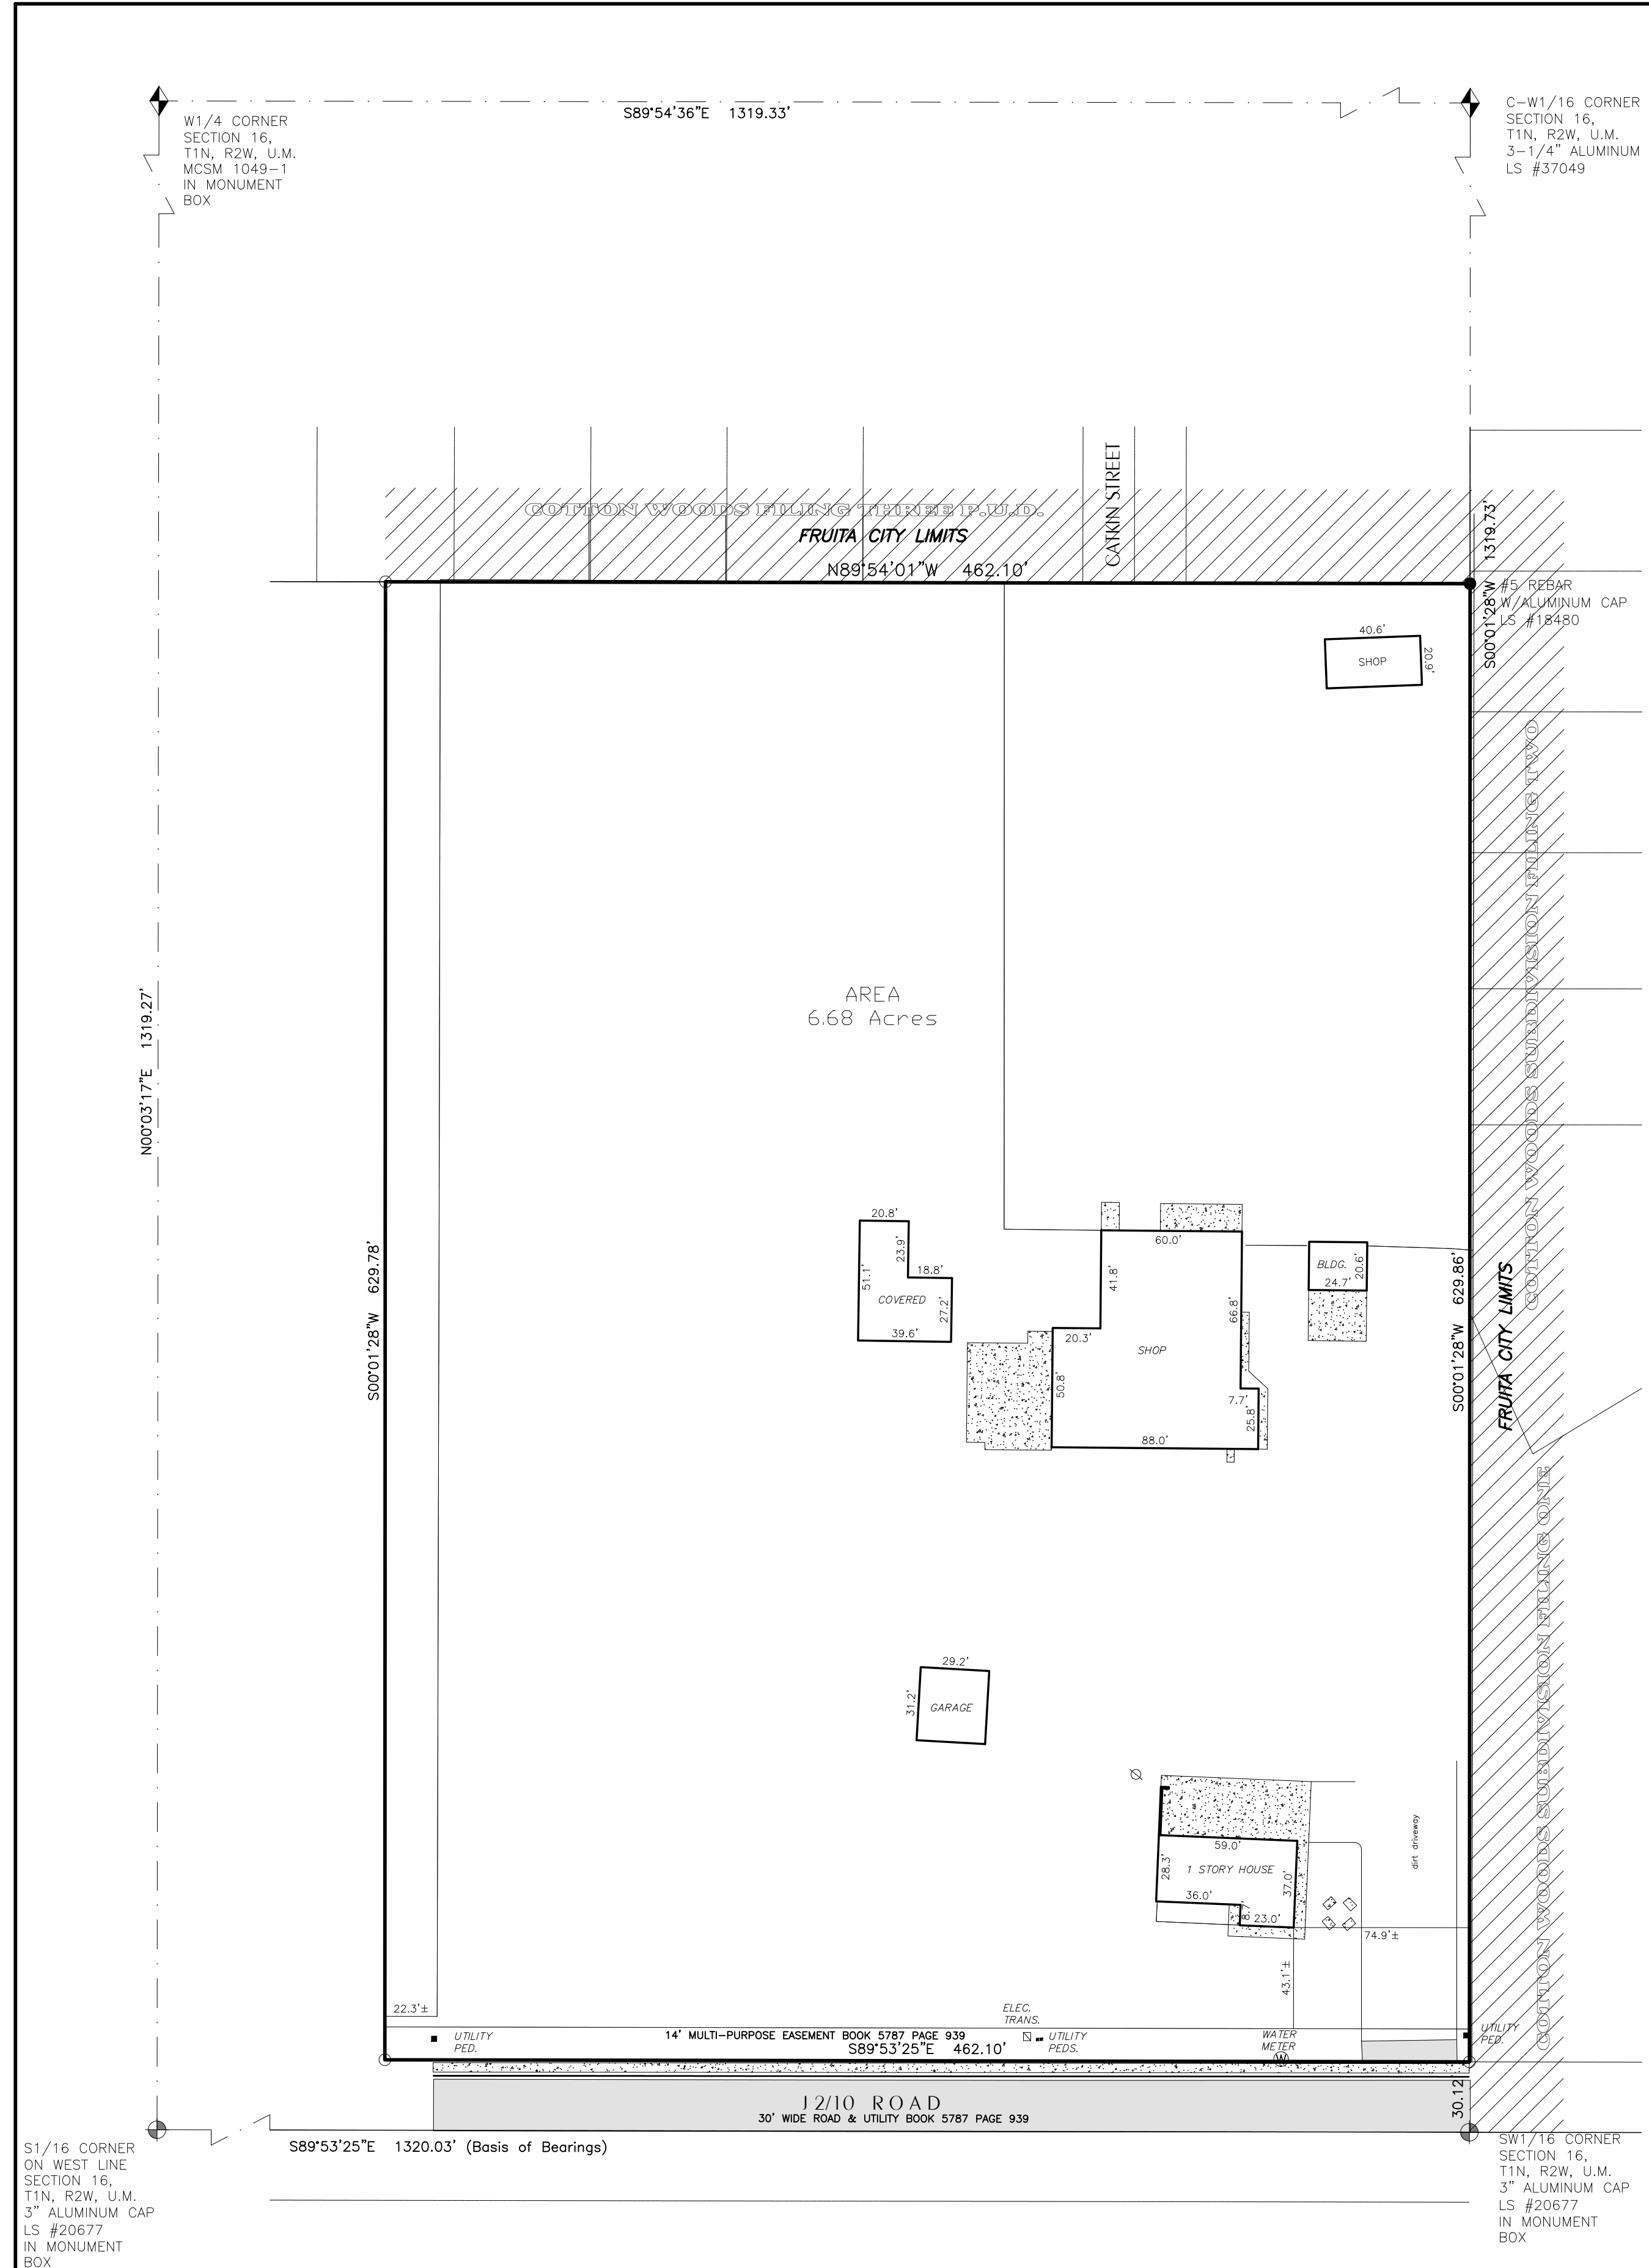 S89°54'36"E 1319.33'
W1/4 CORNER
SECTION 16,
T1N, R2W, U.M.
MCSM 1049-1
IN MONUMENT
BOX
C-W1/16 CORNER
SECTION 16,
T1N, R2W, U.M.
3-1/4" ALUMINUM
LS #37049
COTTON WOODS FILING THREE P.U.D.
FRUITA CITY LIMITS
N89°54'01"W 462.10'
CATKIN STREET
S00°01'28"W 1319.73'
#5 REBAR
W/ALUMINUM CAP
LS #18480
40.6'
SHOP
20.9'
COTTON WOODS SUBDIVISION FILING TWO
AREA
6.68 Acres
N00°03'17"E 1319.27'
S00°01'28"W 629.78'
20.8'
23.9'
18.8'
51.1'
COVERED
27.2'
39.6'
60.0'
41.8'
66.8'
20.3'
SHOP
50.8'
7.7'
25.8'
88.0'
BLDG.
24.7'
20.6'
S00°01'28"W 629.86'
FRUITA CITY LIMITS
COTTON WOODS SUBDIVISION FILING ONE
29.2'
31.2'
GARAGE
59.0'
28.3'
1 STORY HOUSE
37.0'
36.0'
8.7'
23.0'
dirt driveway
74.9'±
43.1'±
22.3'±
ELEC.
TRANS.
UTILITY
PED.
14' MULTI-PURPOSE EASEMENT BOOK 5787 PAGE 939
S89°53'25"E 462.10'
UTILITY
PEDS.
WATER
METER
W
UTILITY
PED.
J 2/10 ROAD
30' WIDE ROAD & UTILITY BOOK 5787 PAGE 939
30.12'
S89°53'25"E 1320.03' (Basis of Bearings)
S1/16 CORNER
ON WEST LINE
SECTION 16,
T1N, R2W, U.M.
3" ALUMINUM CAP
LS #20677
IN MONUMENT
BOX
SW1/16 CORNER
SECTION 16,
T1N, R2W, U.M.
3" ALUMINUM CAP
LS #20677
IN MONUMENT
BOX